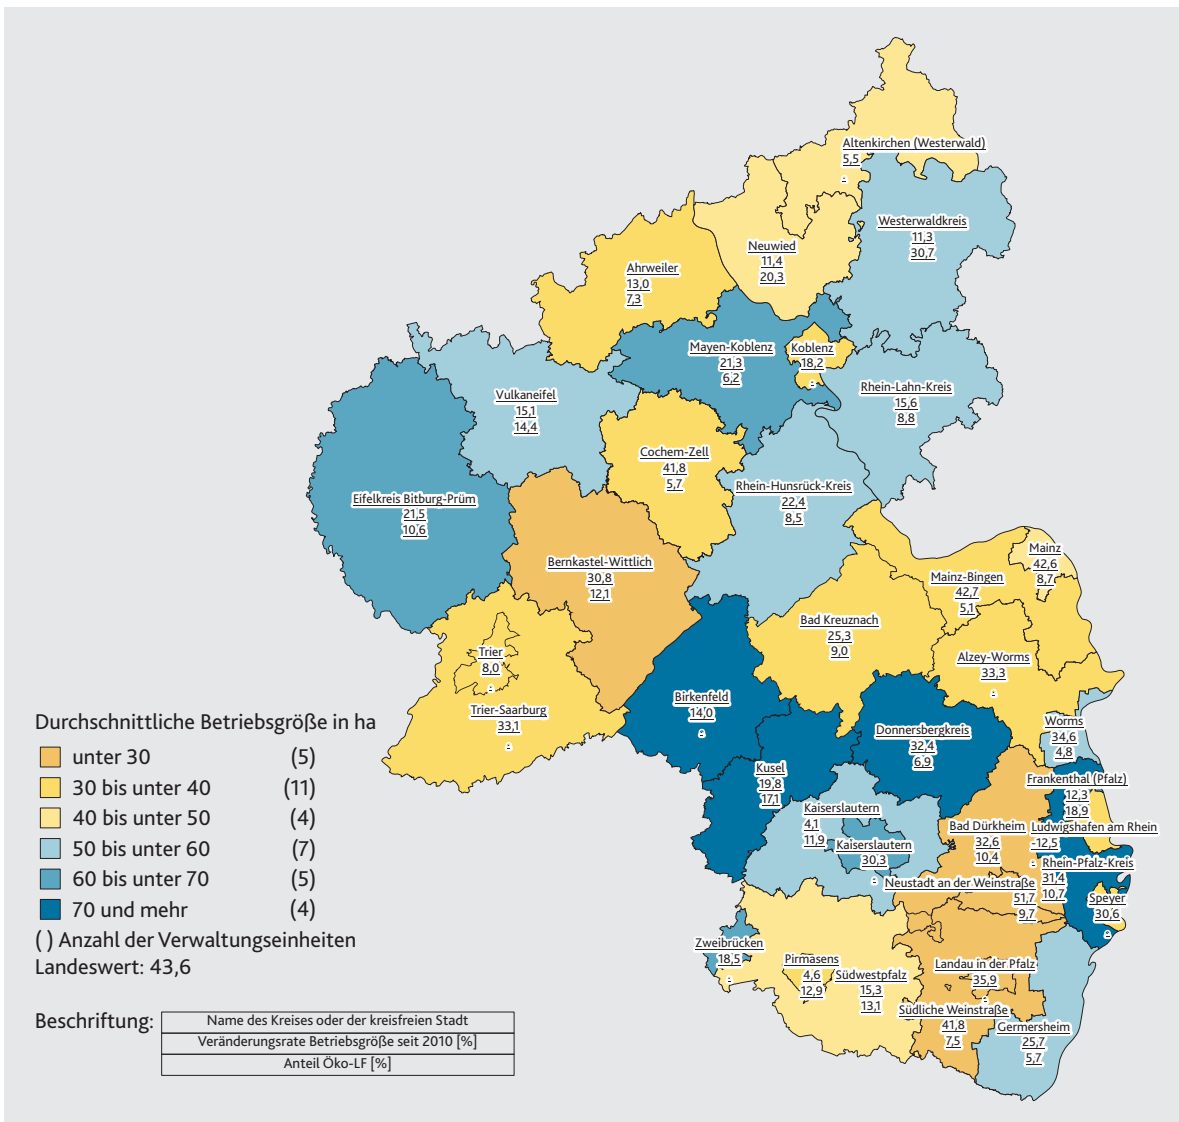 Altenkirchen (Westerwald)
5,5
-
Westerwaldkreis
11,3
30,7
Neuwied
11,4
20,3
Ahrweiler
13,0
7,3
Mayen-Koblenz
21,3
6,2
Koblenz
18,2
-
Rhein-Lahn-Kreis
15,6
8,8
Vulkaneifel
15,1
14,4
Cochem-Zell
41,8
5,7
Rhein-Hunsrück-Kreis
22,4
8,5
Eifelkreis Bitburg-Prüm
21,5
10,6
Bernkastel-Wittlich
30,8
12,1
Mainz
42,6
8,7
Mainz-Bingen
42,7
5,1
Bad Kreuznach
25,3
9,0
Alzey-Worms
33,3
-
Trier
8,0
-
Trier-Saarburg
33,1
-
Birkenfeld
14,0
-
Donnersbergkreis
32,4
6,9
Worms
34,6
4,8
Kusel
19,8
17,1
Frankenthal (Pfalz)
12,3
18,9
Kaiserslautern
4,1
11,9
Kaiserslautern
30,3
-
Bad Dürkheim
32,6
10,4
Ludwigshafen am Rhein
-12,5
-
Rhein-Pfalz-Kreis
31,4
10,7
Neustadt an der Weinstraße
51,7
9,7
Speyer
30,6
-
Zweibrücken
18,5
-
Pirmasens
4,6
12,9
Südwestpfalz
15,3
13,1
Landau in der Pfalz
35,9
-
Südliche Weinstraße
41,8
7,5
Germersheim
25,7
5,7
Durchschnittliche Betriebsgröße in ha
unter 30 (5)
30 bis unter 40 (11)
40 bis unter 50 (4)
50 bis unter 60 (7)
60 bis unter 70 (5)
70 und mehr (4)
( ) Anzahl der Verwaltungseinheiten
Landeswert: 43,6
Beschriftung:
Name des Kreises oder der kreisfreien Stadt
Veränderungsrate Betriebsgröße seit 2010 [%]
Anteil Öko-LF [%]